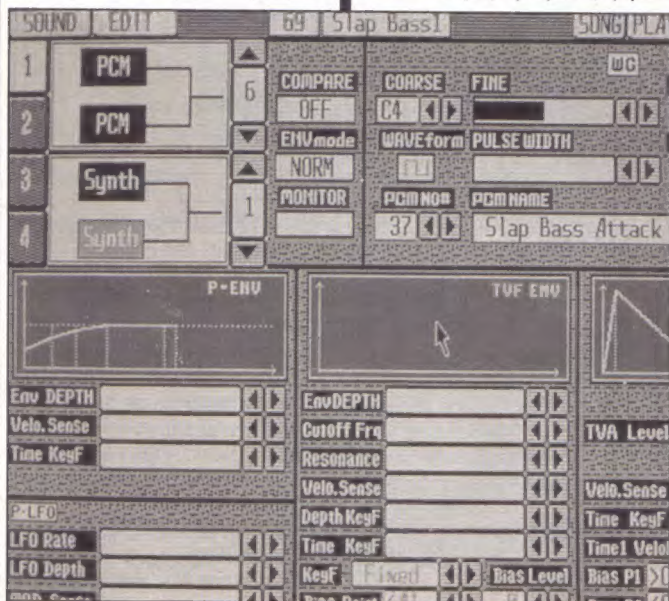 SOUND EDIT 69 Slap Bass1 SONG PLA
1 PCM
2 PCM
6
3 Synth
4 Synth
1
COMPARE COARSE FINE WG
OFF C4
ENVmode WAVEform PULSE WIDTH
NORM
MONITOR PCM NO# PCM NAME
37 Slap Bass Attack
P-ENV TVF ENV
Env DEPTH EnvDEPTH
Velo.Sense Cutoff Frq TVA Level
Time KeyF Resonance
Velo.Sense Velo.Sense
P-LFO Depth KeyF Time KeyF
LFO Rate Time KeyF Time1 Velo
LFO Depth KeyF Fixed Bias Level Bias P1